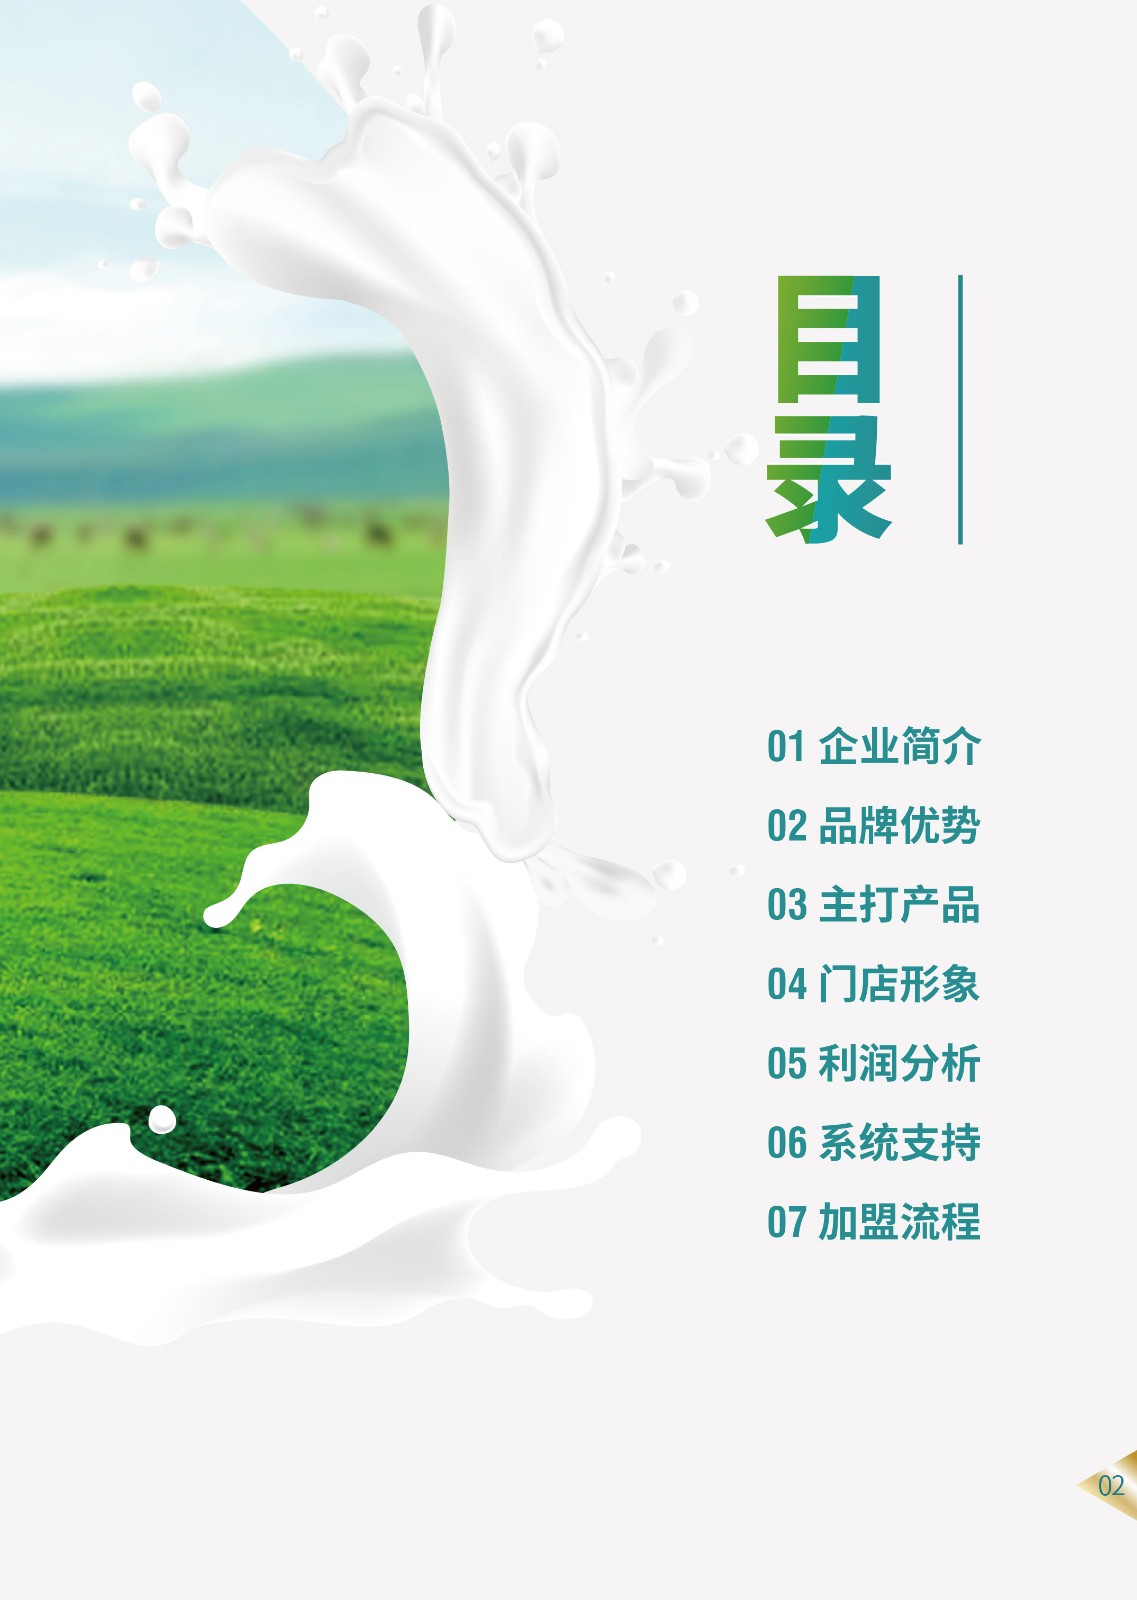 目录
01 企业简介
02 品牌优势
03 主打产品
04 门店形象
05 利润分析
06 系统支持
07 加盟流程
02